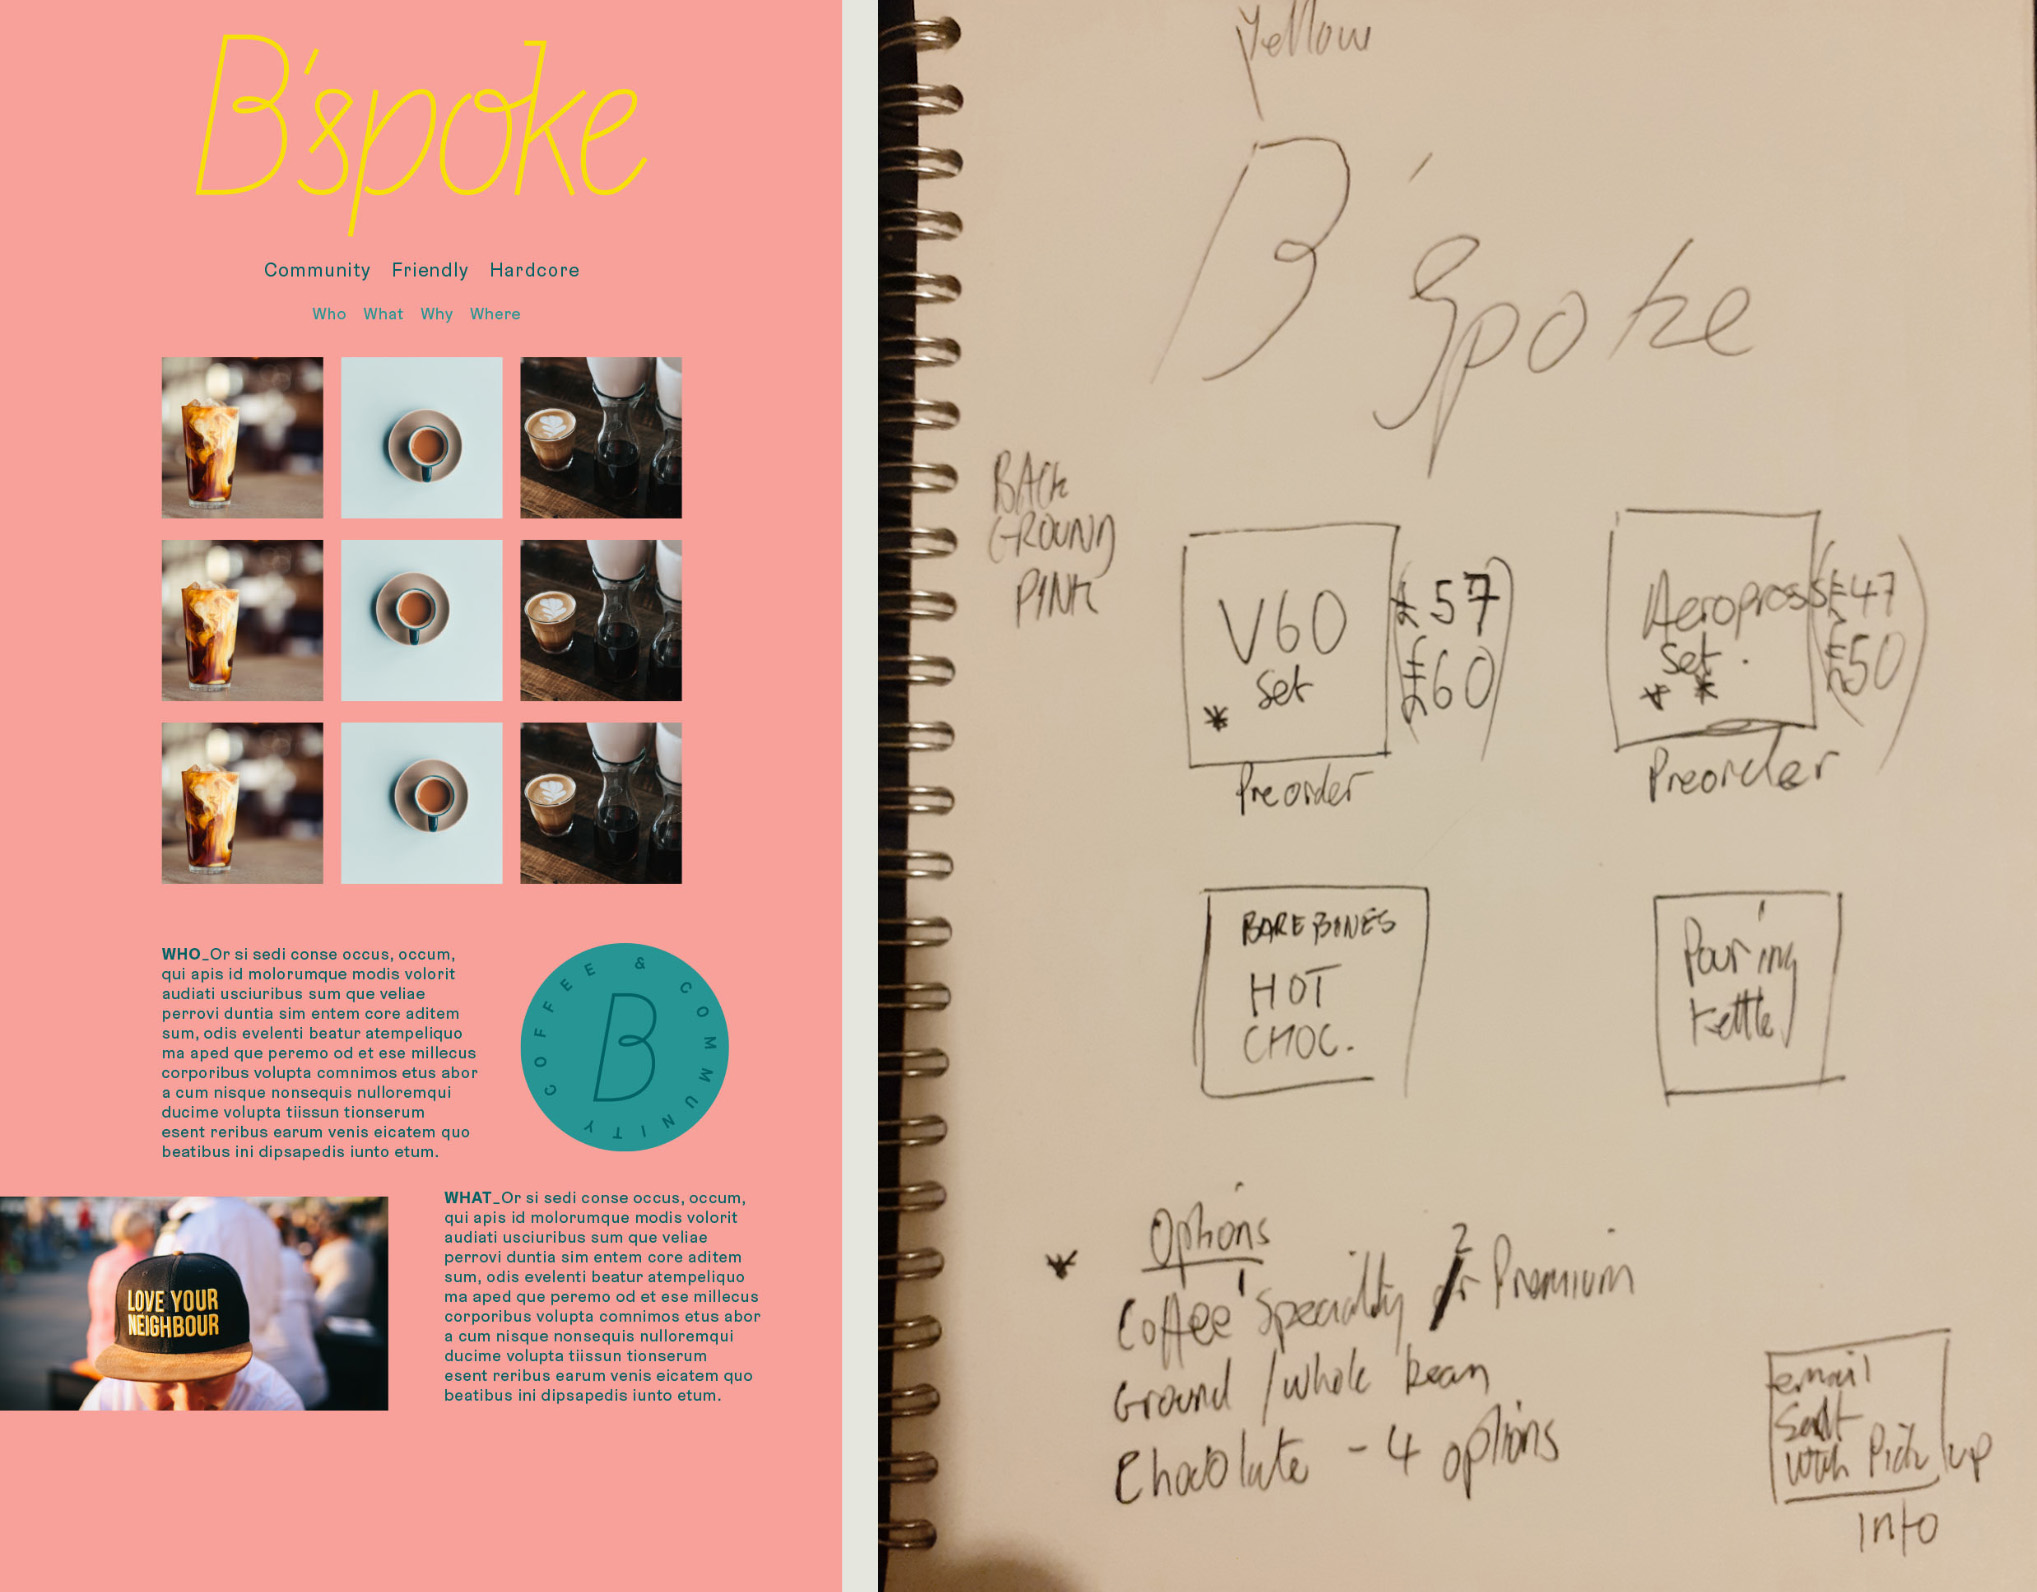 B'spoke
Community Friendly Hardcore
Who What Why Where
WHO_Or si sedi conse occus, occum,
qui apis id molorumque modis volorit
audiati usciuribus sum que veliae
perrovi duntia sim entem core aditem
sum, odis evelenti beatur atempeliquo
ma aped que peremo od et ese millecus
corporibus volupta comnimos etus abor
a cum nisque nonsequis nulloremqui
ducime volupta tiissun tionserum
esent reribus earum venis eicatem quo
beatibus ini dipsapedis iunto etum.
COFFEE & COMMUNITY
B
LOVE YOUR
NEIGHBOUR
WHAT_Or si sedi conse occus, occum,
qui apis id molorumque modis volorit
audiati usciuribus sum que veliae
perrovi duntia sim entem core aditem
sum, odis evelenti beatur atempeliquo
ma aped que peremo od et ese millecus
corporibus volupta comnimos etus abor
a cum nisque nonsequis nulloremqui
ducime volupta tiissun tionserum
esent reribus earum venis eicatem quo
beatibus ini dipsapedis iunto etum.
Yellow
B'spoke
BACK
GROUND
PINK
V60
Set
*
£57
£60
Preorder
Aeropross
Set.
* *
£47
£50
Preorder
BARE BONES
HOT
CHOC.
Pouring
kettle
* Options
Coffee 1 Speciality 2 Premium
Ground / whole bean
Chocolate - 4 options
email
Sent
with Pick up
info